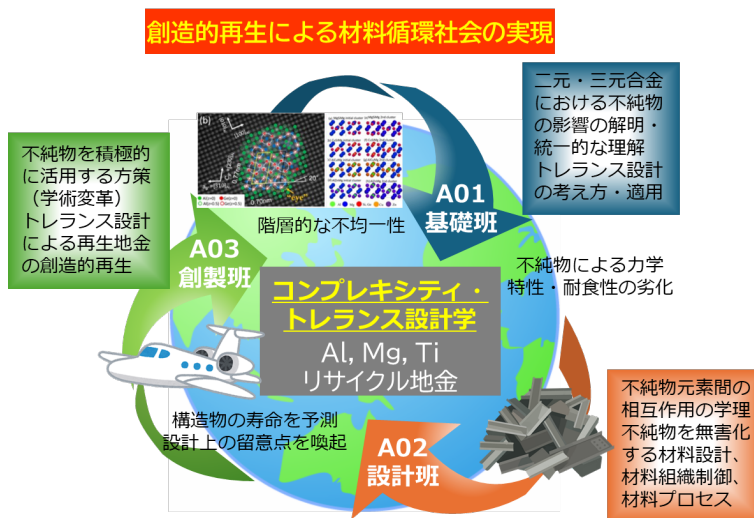 創造的再生による材料循環社会の実現
二元・三元合金
における不純物
の影響の解明・
統一的な理解
トレランス設計
の考え方・適用
不純物を積極的
に活用する方策
（学術変革）
トレランス設計
による再生地金
の創造的再生
(b)
0.70nm
20°
階層的な不均一性
A01
基礎班
A03
創製班
不純物による力学
特性・耐食性の劣化
コンプレキシティ・
トレランス設計学
Al, Mg, Ti
リサイクル地金
構造物の寿命を予測
設計上の留意点を喚起
A02
設計班
不純物元素間の
相互作用の学理
不純物を無害化
する材料設計、
材料組織制御、
材料プロセス